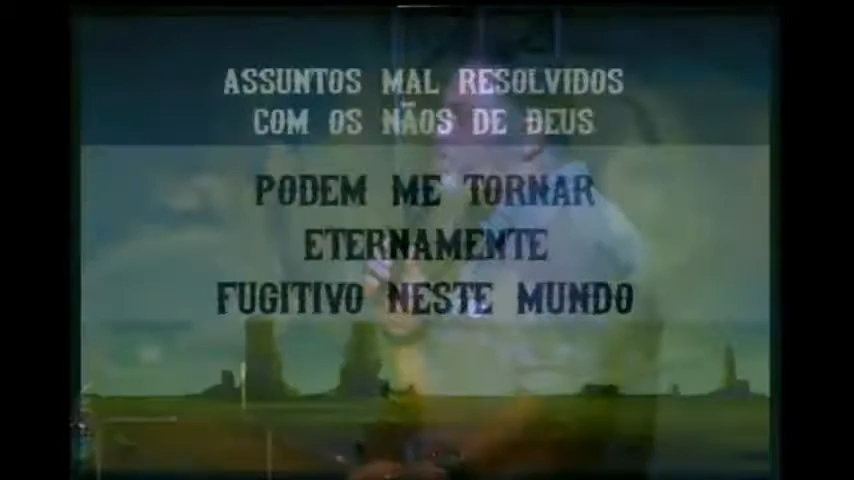 ASSUNTOS MAL RESOLVIDOS
COM OS NÃOS DE DEUS
PODEM ME TORNAR
ETERNAMENTE
FUGITIVO NESTE MUNDO